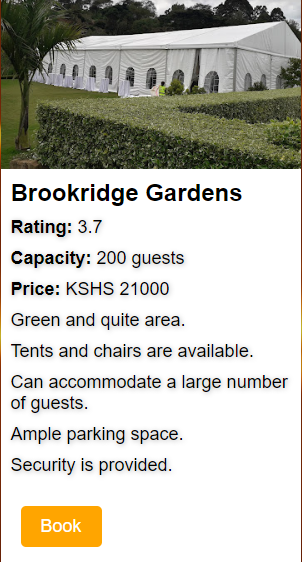 Brookridge Gardens
Rating: 3.7
Capacity: 200 guests
Price: KSHS 21000
Green and quite area.
Tents and chairs are available.
Can accommodate a large number
of guests.
Ample parking space.
Security is provided.
Book